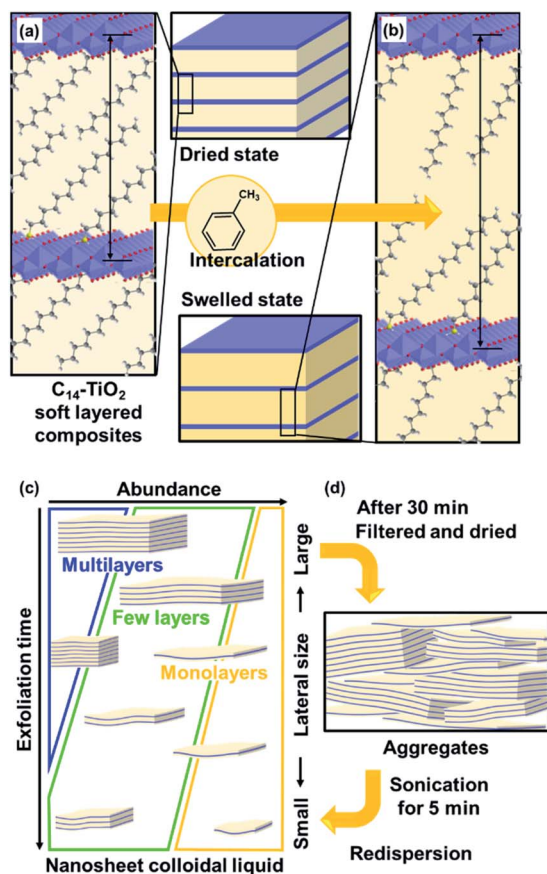 (a)
(b)
Dried state
CH₃
Intercalation
Swelled state
C₁₄-TiO₂
soft layered
composites
(c)
Abundance
Exfoliation time
Multilayers
Few layers
Monolayers
Large
Lateral size
Small
Nanosheet colloidal liquid
(d)
After 30 min
Filtered and dried
Aggregates
Sonication
for 5 min
Redispersion